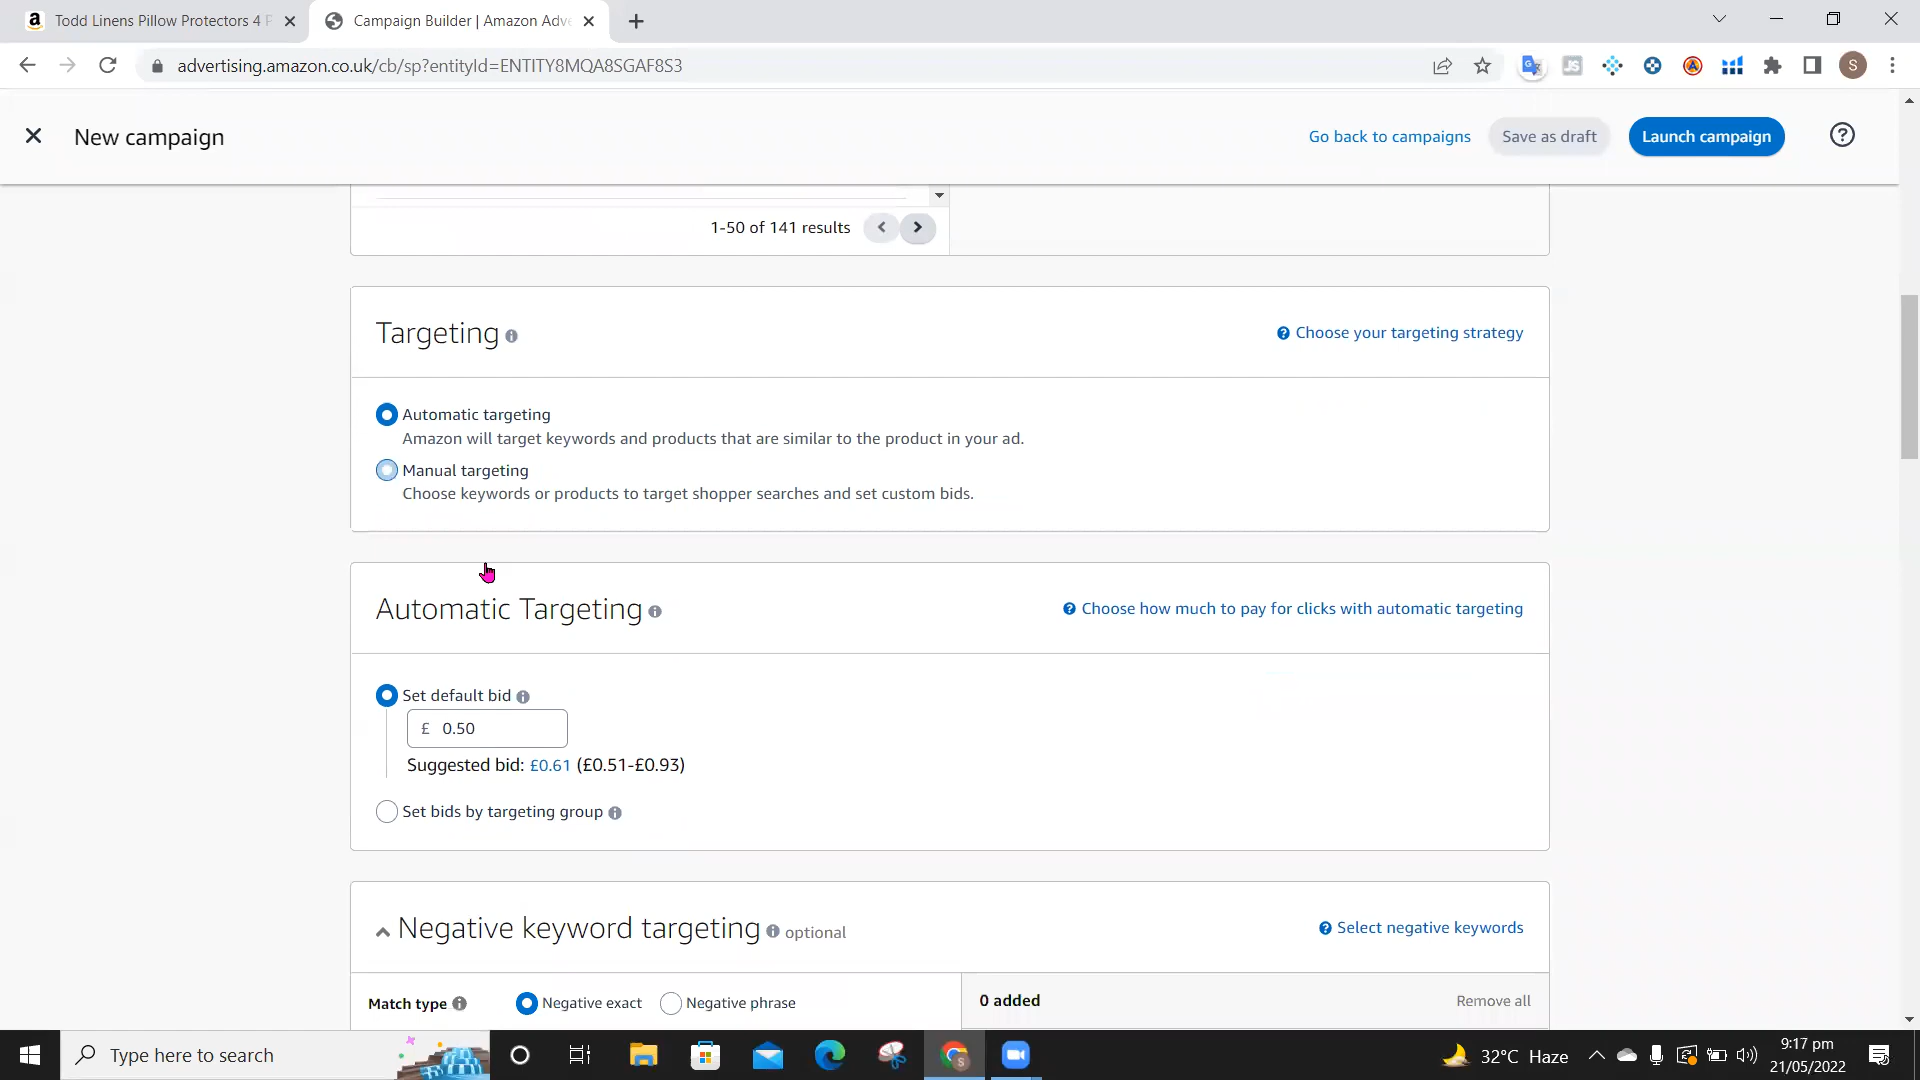 Todd Linens Pillow Protectors 4 P
Campaign Builder | Amazon Adve
advertising.amazon.co.uk/cb/sp?entityId=ENTITY8MQA8SGAF8S3
S
New campaign
Go back to campaigns
Save as draft
Launch campaign
1-50 of 141 results
Targeting
Choose your targeting strategy
Automatic targeting
Amazon will target keywords and products that are similar to the product in your ad.
Manual targeting
Choose keywords or products to target shopper searches and set custom bids.
Automatic Targeting
Choose how much to pay for clicks with automatic targeting
Set default bid
£ 0.50
Suggested bid: £0.61 (£0.51-£0.93)
Set bids by targeting group
Negative keyword targeting optional
Select negative keywords
Match type
Negative exact
Negative phrase
0 added
Remove all
Type here to search
32°C Haze
9:17 pm
21/05/2022